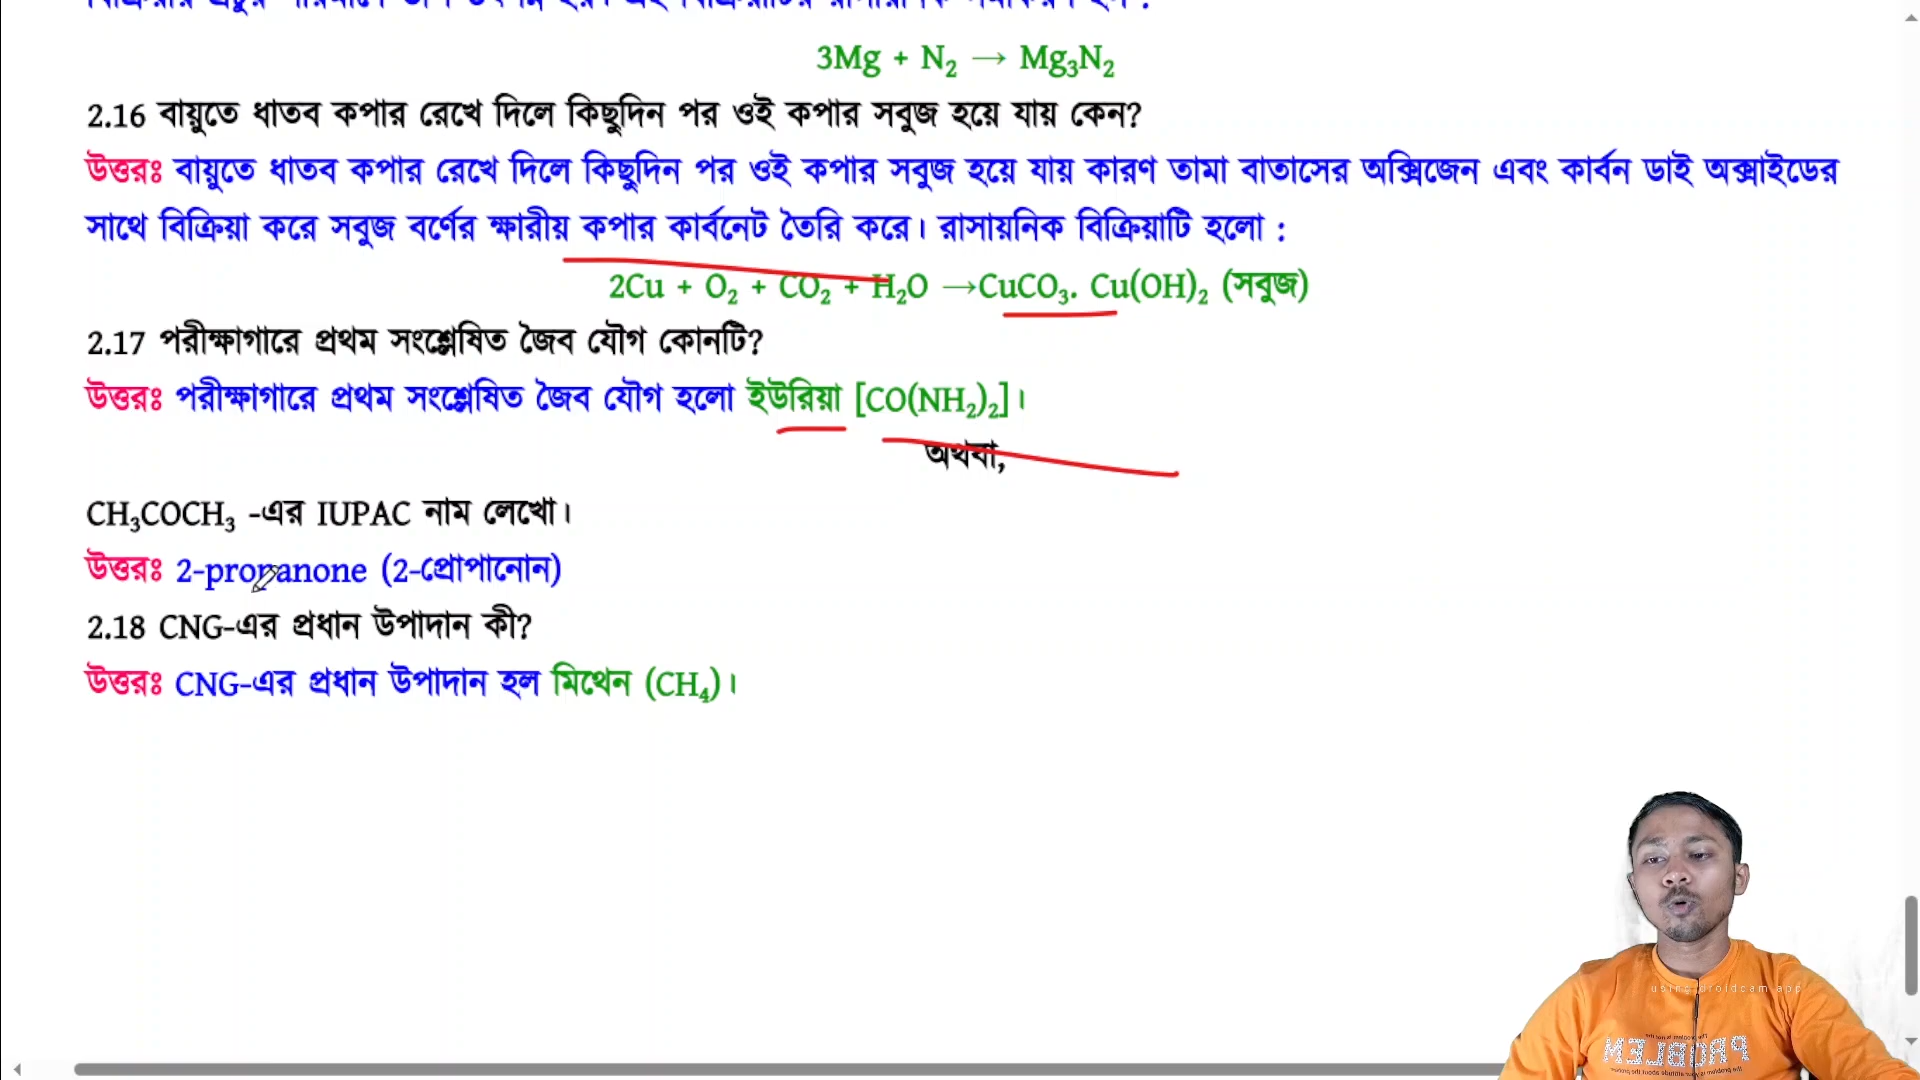 3Mg + N₂ → Mg₃N₂
2.16 বায়ুতে ধাতব কপার রেখে দিলে কিছুদিন পর ওই কপার সবুজ হয়ে যায় কেন?
উত্তরঃ বায়ুতে ধাতব কপার রেখে দিলে কিছুদিন পর ওই কপার সবুজ হয়ে যায় কারণ তামা বাতাসের অক্সিজেন এবং কার্বন ডাই অক্সাইডের
সাথে বিক্রিয়া করে সবুজ বর্ণের ক্ষারীয় কপার কার্বনেট তৈরি করে। রাসায়নিক বিক্রিয়াটি হলো :
2Cu + O₂ + CO₂ + H₂O →CuCO₃. Cu(OH)₂ (সবুজ)
2.17 পরীক্ষাগারে প্রথম সংশ্লেষিত জৈব যৌগ কোনটি?
উত্তরঃ পরীক্ষাগারে প্রথম সংশ্লেষিত জৈব যৌগ হলো ইউরিয়া [CO(NH₂)₂]।
অথবা,
CH₃COCH₃ -এর IUPAC নাম লেখো।
উত্তরঃ 2-propanone (2-প্রোপানোন)
2.18 CNG-এর প্রধান উপাদান কী?
উত্তরঃ CNG-এর প্রধান উপাদান হল মিথেন (CH₄)।
using droidcam app
PROBLEM